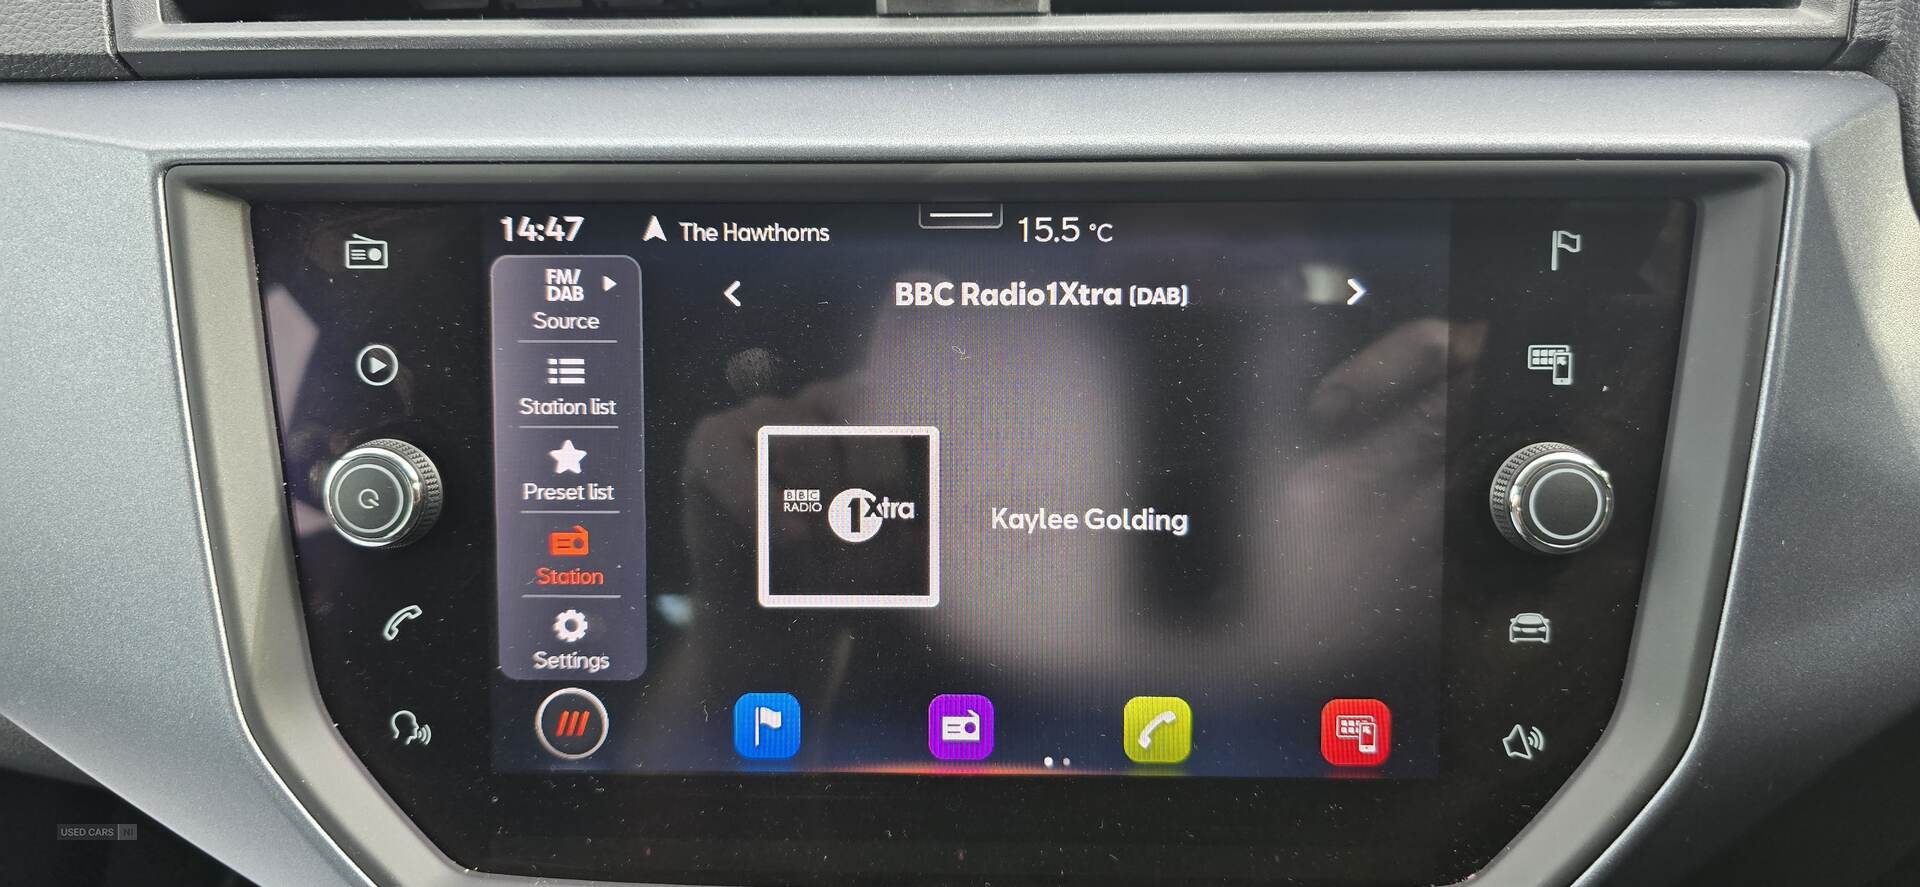 14:47
The Hawthorns
15.5 °C
FM/
DAB
Source
BBC Radio1Xtra (DAB)
Station list
Preset list
BBC
RADIO
1Xtra
Kaylee Golding
Station
Settings
USED CARS NI